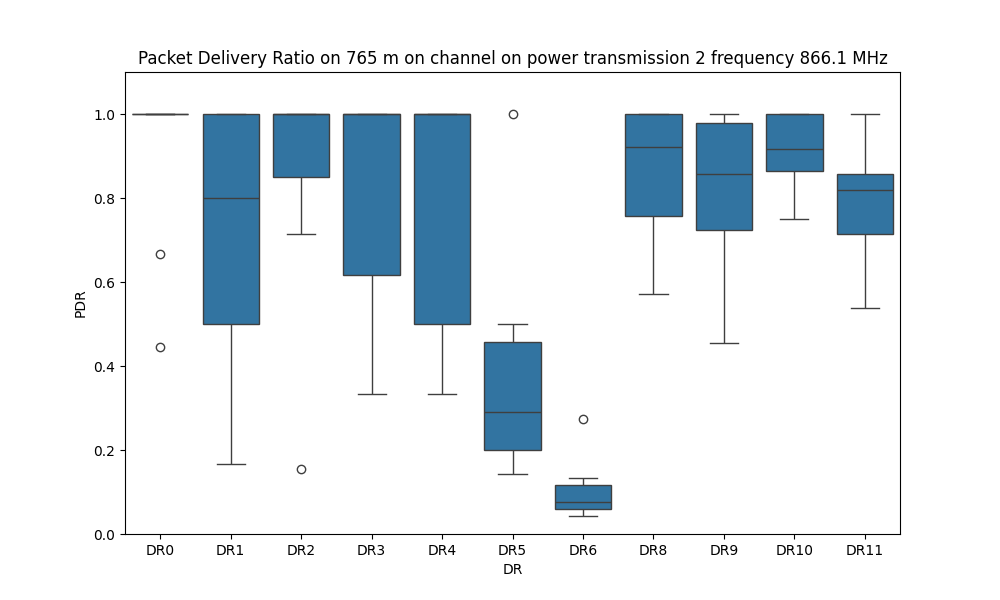 Packet Delivery Ratio on 765 m on channel on power transmission 2 frequency 866.1 MHz
PDR
1.0
0.8
0.6
0.4
0.2
0.0
DR0 DR1 DR2 DR3 DR4 DR5 DR6 DR8 DR9 DR10 DR11
DR